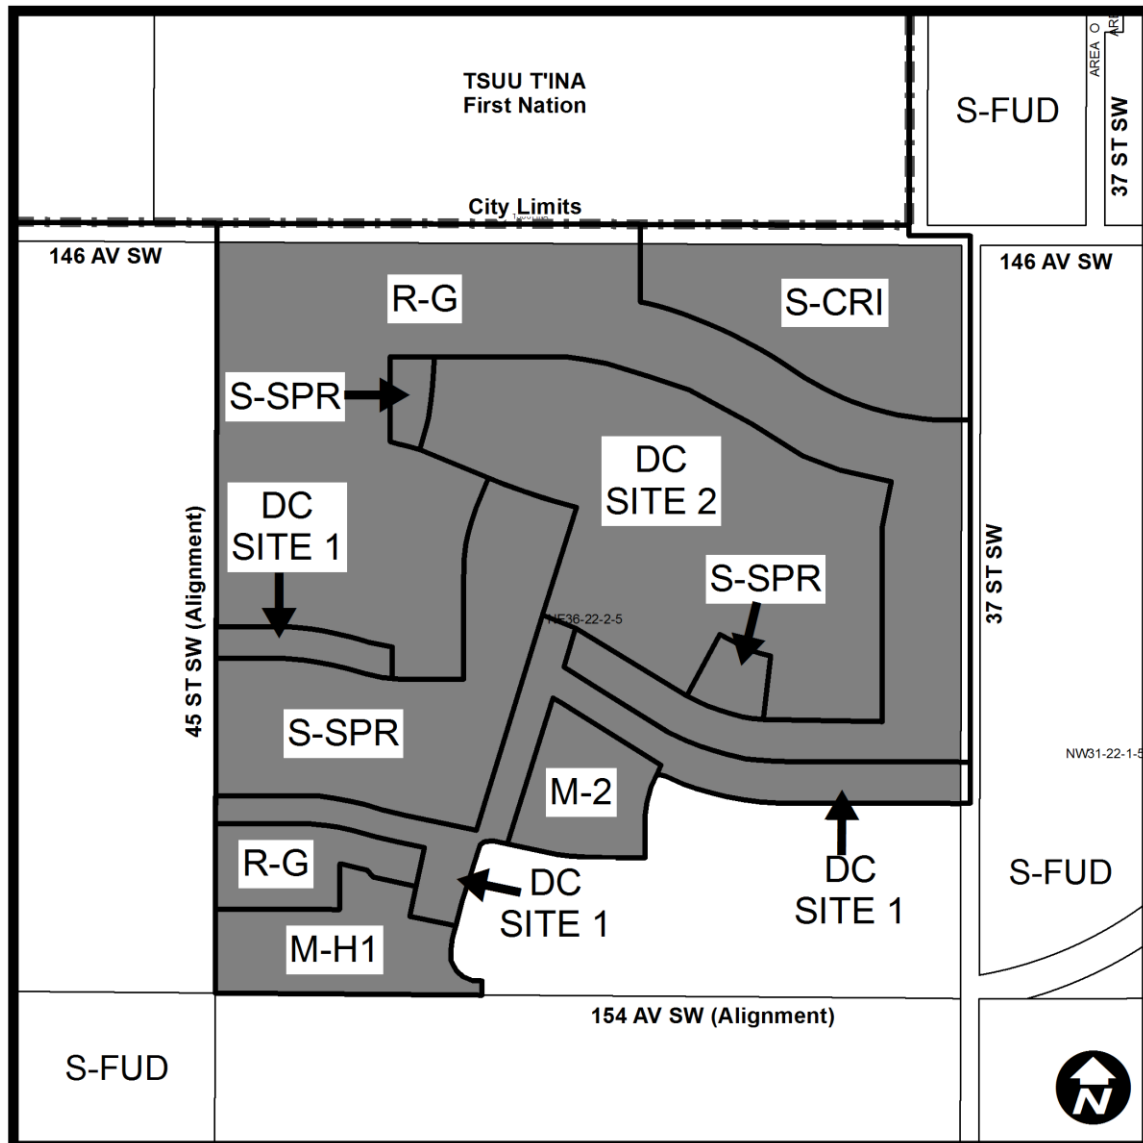 TSUU T'INA
First Nation
S-FUD
AREA O
37 ST SW
City Limits
146 AV SW
146 AV SW
R-G
S-CRI
S-SPR
DC
SITE 2
DC
SITE 1
S-SPR
45 ST SW (Alignment)
37 ST SW
NE36-22-2-5
S-SPR
NW31-22-1-5
M-2
R-G
S-FUD
DC
SITE 1
DC
SITE 1
M-H1
154 AV SW (Alignment)
S-FUD
N